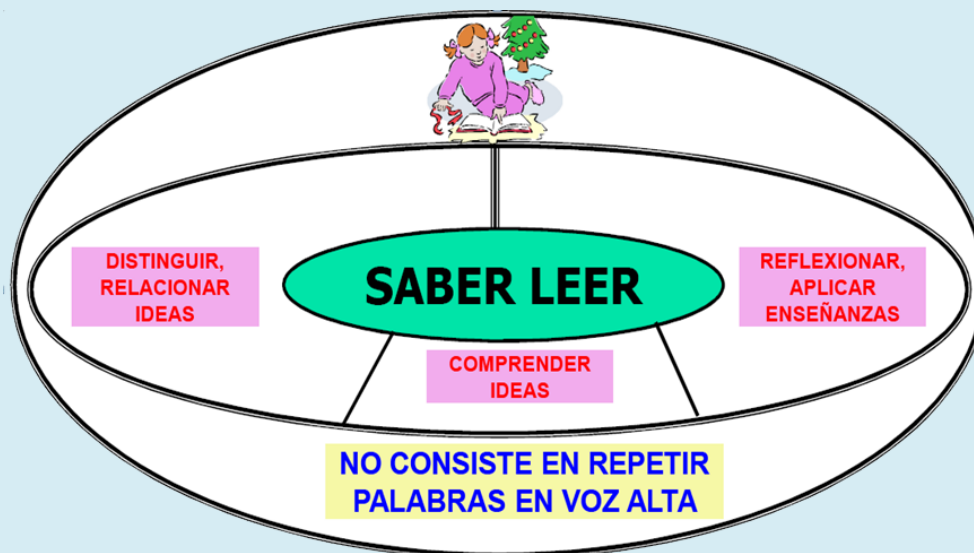 DISTINGUIR,
RELACIONAR
IDEAS
SABER LEER
REFLEXIONAR,
APLICAR
ENSEÑANZAS
COMPRENDER
IDEAS
NO CONSISTE EN REPETIR
PALABRAS EN VOZ ALTA